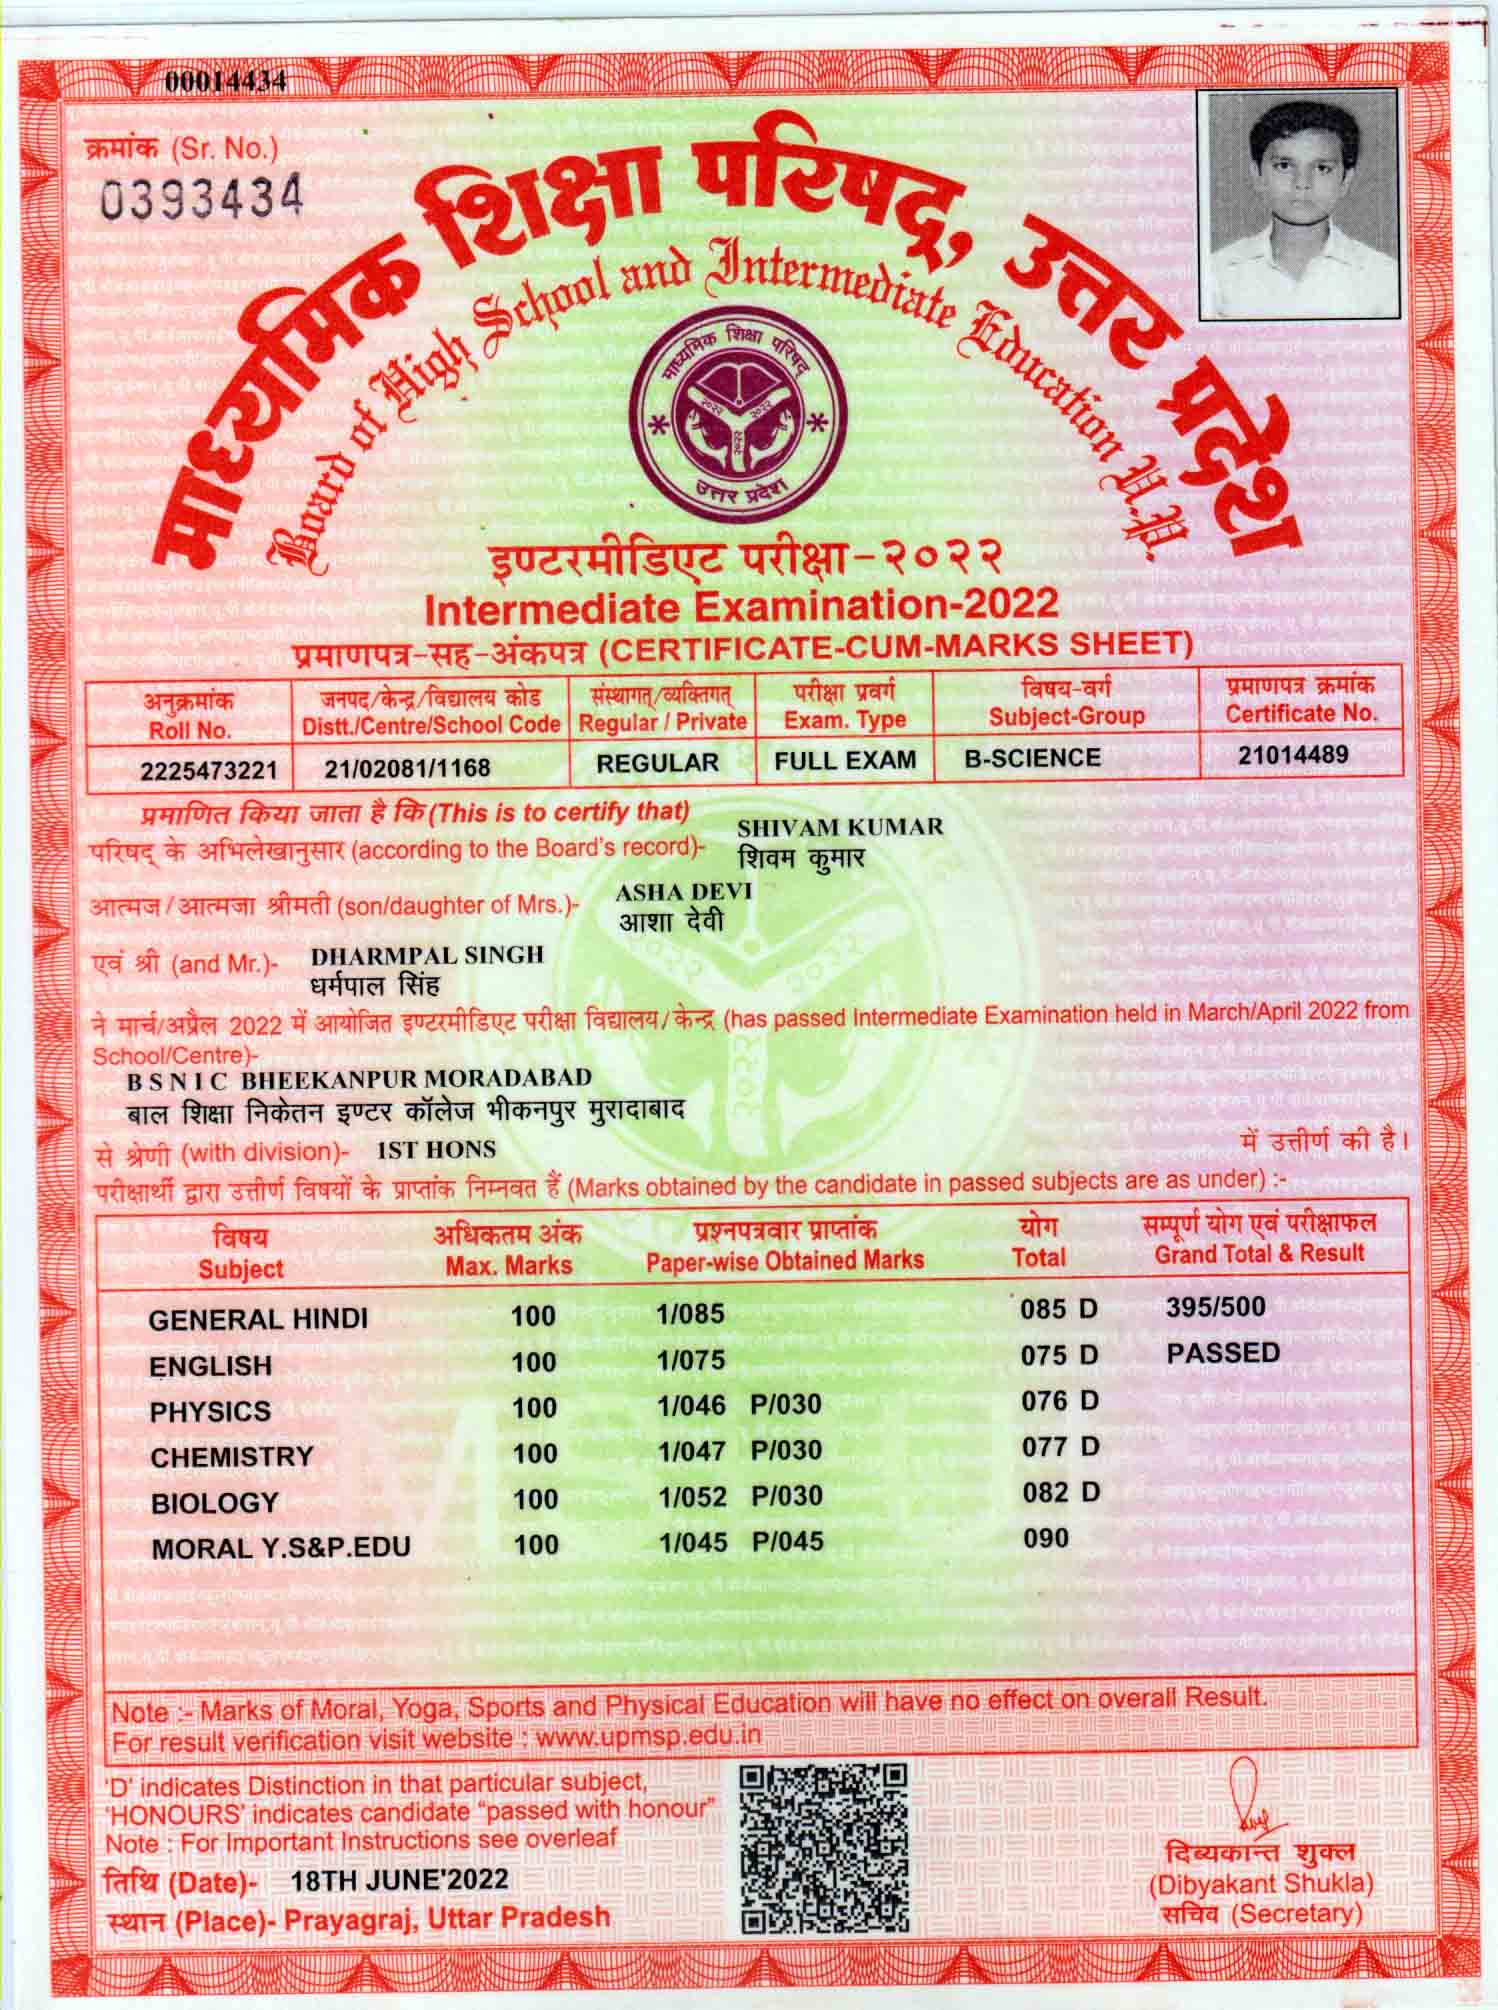 00014434
क्रमांक (Sr. No.)
0393434
माध्यमिक शिक्षा परिषद्, उत्तर प्रदेश
Board of High School and Intermediate Education U.P.
माध्यमिक शिक्षा परिषद्
उत्तर प्रदेश
इण्टरमीडिएट परीक्षा-२०२२
Intermediate Examination-2022
प्रमाणपत्र-सह-अंकपत्र (CERTIFICATE-CUM-MARKS SHEET)
अनुक्रमांक जनपद/केन्द्र/विद्यालय कोड संस्थागत/व्यक्तिगत परीक्षा प्रवर्ग विषय-वर्ग प्रमाणपत्र क्रमांक
Roll No. Distt./Centre/School Code Regular / Private Exam. Type Subject-Group Certificate No.
2225473221 21/02081/1168 REGULAR FULL EXAM B-SCIENCE 21014489
प्रमाणित किया जाता है कि (This is to certify that)
परिषद् के अभिलेखानुसार (according to the Board's record)- SHIVAM KUMAR
शिवम कुमार
आत्मज/आत्मजा श्रीमती (son/daughter of Mrs.)- ASHA DEVI
आशा देवी
एवं श्री (and Mr.)- DHARMPAL SINGH
धर्मपाल सिंह
ने मार्च/अप्रैल 2022 में आयोजित इण्टरमीडिएट परीक्षा विद्यालय/केन्द्र (has passed Intermediate Examination held in March/April 2022 from
School/Centre)-
B S N I C BHEEKANPUR MORADABAD
बाल शिक्षा निकेतन इण्टर कॉलेज भीकनपुर मुरादाबाद
से श्रेणी (with division)- 1ST HONS में उत्तीर्ण की है।
परीक्षार्थी द्वारा उत्तीर्ण विषयों के प्राप्तांक निम्नवत हैं (Marks obtained by the candidate in passed subjects are as under) :-
विषय अधिकतम अंक प्रश्नपत्रवार प्राप्तांक योग सम्पूर्ण योग एवं परीक्षाफल
Subject Max. Marks Paper-wise Obtained Marks Total Grand Total & Result
GENERAL HINDI 100 1/085 085 D 395/500
ENGLISH 100 1/075 075 D PASSED
PHYSICS 100 1/046 P/030 076 D
CHEMISTRY 100 1/047 P/030 077 D
BIOLOGY 100 1/052 P/030 082 D
MORAL Y.S&P.EDU 100 1/045 P/045 090
Note :- Marks of Moral, Yoga, Sports and Physical Education will have no effect on overall Result.
For result verification visit website : www.upmsp.edu.in
'D' indicates Distinction in that particular subject,
'HONOURS' indicates candidate "passed with honour"
Note : For Important Instructions see overleaf
तिथि (Date)- 18TH JUNE'2022
स्थान (Place)- Prayagraj, Uttar Pradesh
दिव्यकान्त शुक्ल
(Dibyakant Shukla)
सचिव (Secretary)